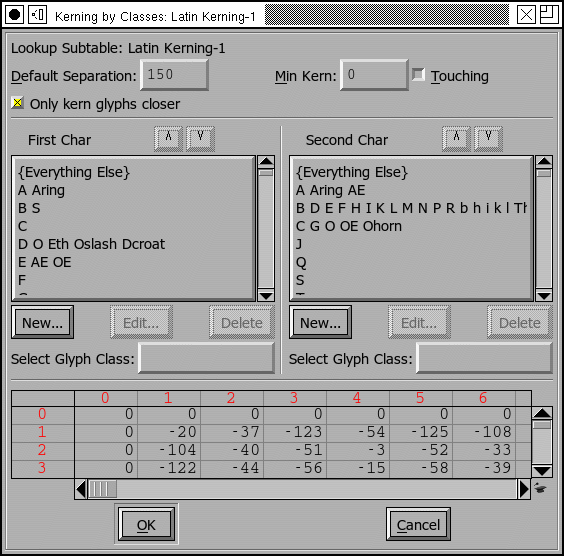 Kerning by Classes: Latin Kerning-1
Lookup Subtable: Latin Kerning-1
Default Separation: 150 Min Kern: 0 Touching
Only kern glyphs closer
First Char Second Char
{Everything Else} {Everything Else}
A Aring A Aring AE
B S B D E F H I K L M N P R b h i k l Th
C C G O OE Ohorn
D O Eth Oslash Dcroat J
E AE OE Q
F S
New... Edit... Delete New... Edit... Delete
Select Glyph Class: Select Glyph Class:
0 1 2 3 4 5 6
0 0 0 0 0 0 0 0
1 0 -20 -37 -123 -54 -125 -108
2 0 -104 -40 -51 -3 -52 -33
3 0 -122 -44 -56 -15 -58 -39
OK Cancel